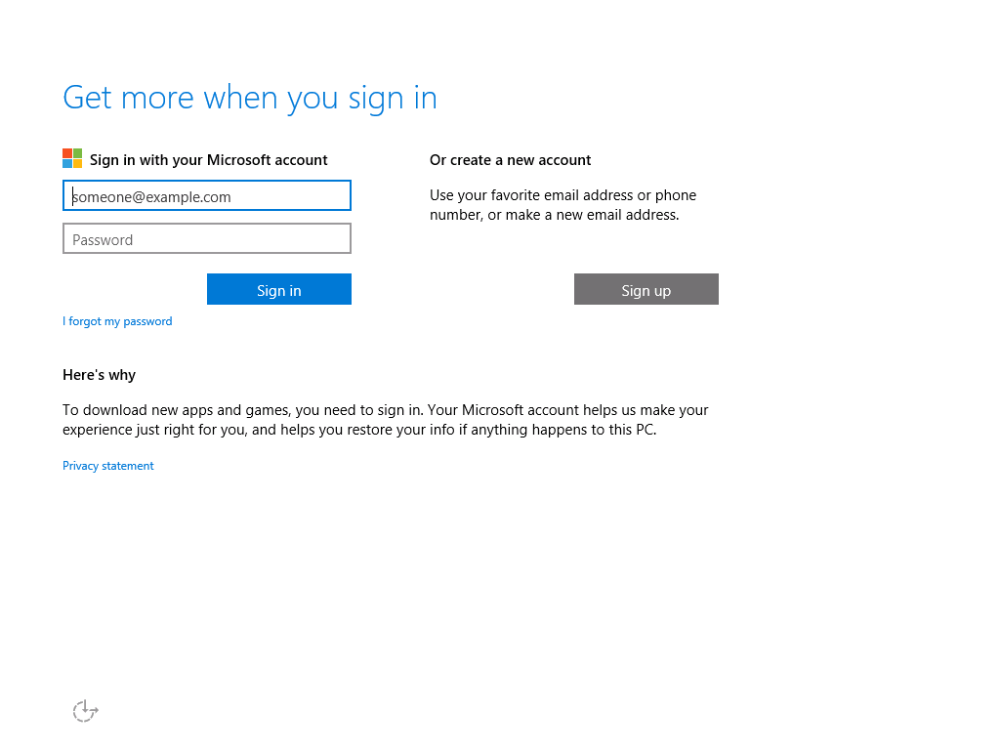 Get more when you sign in
Sign in with your Microsoft account
someone@example.com
Password
Sign in
I forgot my password
Or create a new account
Use your favorite email address or phone
number, or make a new email address.
Sign up
Here's why
To download new apps and games, you need to sign in. Your Microsoft account helps us make your
experience just right for you, and helps you restore your info if anything happens to this PC.
Privacy statement